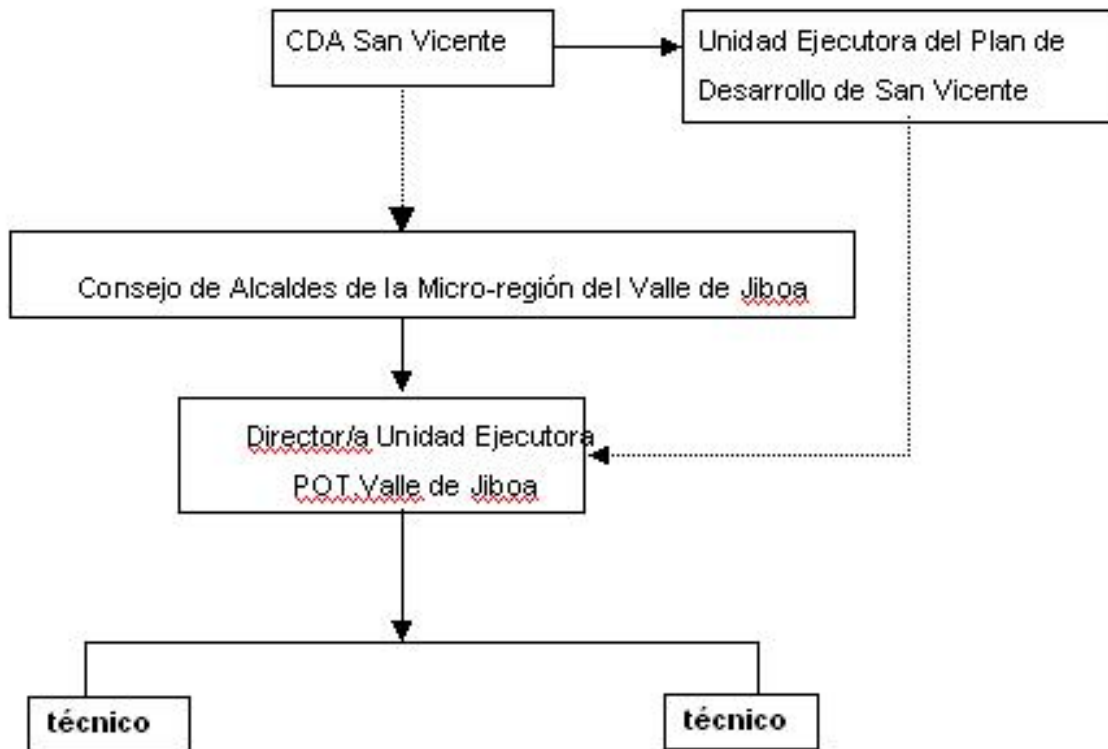 CDA San Vicente
Unidad Ejecutora del Plan de
Desarrollo de San Vicente
Consejo de Alcaldes de la Micro-región del Valle de Jiboa
Director/a Unidad Ejecutora
POT.Valle de Jiboa
técnico
técnico